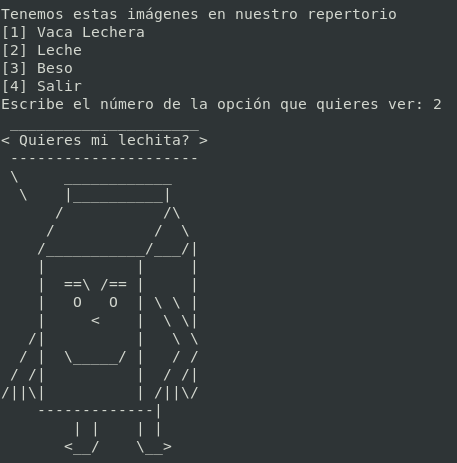 Tenemos estas imágenes en nuestro repertorio
[1] Vaca Lechera
[2] Leche
[3] Beso
[4] Salir
Escribe el número de la opción que quieres ver: 2
< Quieres mi lechita? >